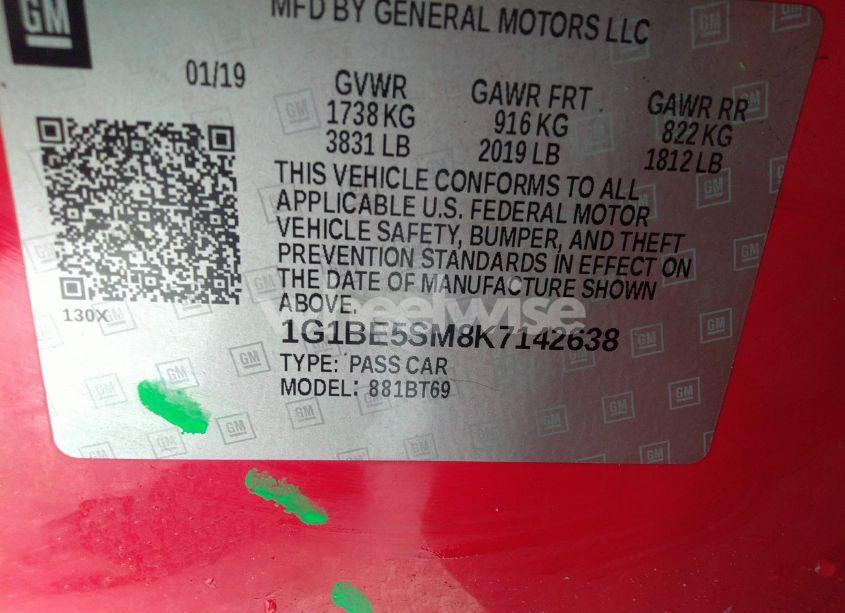 GM
MFD BY GENERAL MOTORS LLC
01/19
GVWR
1738 KG
3831 LB
GAWR FRT
916 KG
2019 LB
GAWR RR
822 KG
1812 LB
THIS VEHICLE CONFORMS TO ALL
APPLICABLE U.S. FEDERAL MOTOR
VEHICLE SAFETY, BUMPER, AND THEFT
PREVENTION STANDARDS IN EFFECT ON
THE DATE OF MANUFACTURE SHOWN
ABOVE.
130X
Wheelwise
1G1BE5SM8K7142638
TYPE: PASS CAR
MODEL: 881BT69